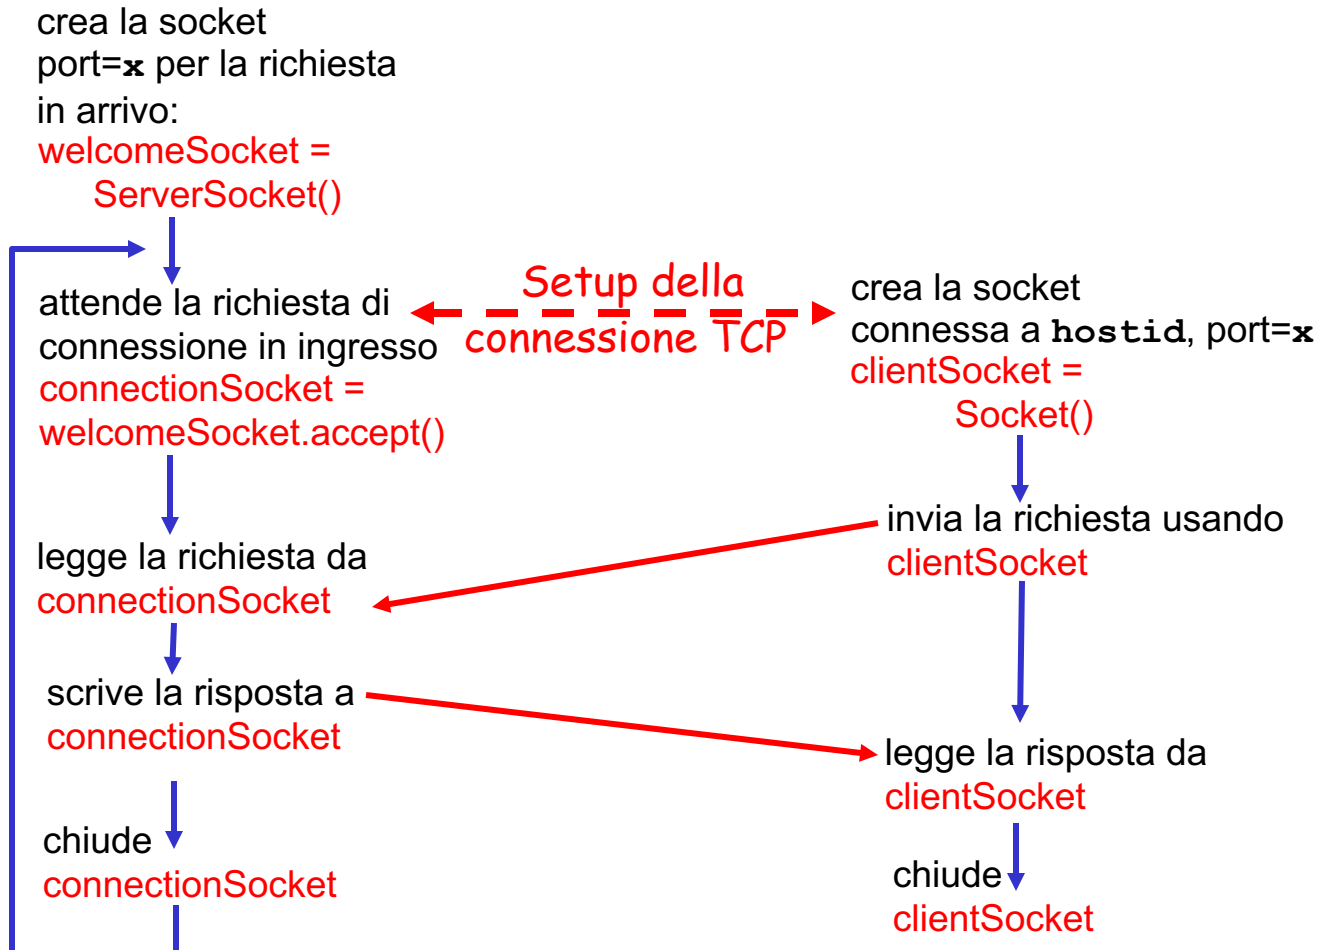 crea la socket
port=x per la richiesta
in arrivo:
welcomeSocket =
ServerSocket()
attende la richiesta di
connessione in ingresso
connectionSocket =
welcomeSocket.accept()
Setup della
connessione TCP
crea la socket
connessa a hostid, port=x
clientSocket =
Socket()
invia la richiesta usando
clientSocket
legge la richiesta da
connectionSocket
scrive la risposta a
connectionSocket
legge la risposta da
clientSocket
chiude
connectionSocket
chiude
clientSocket